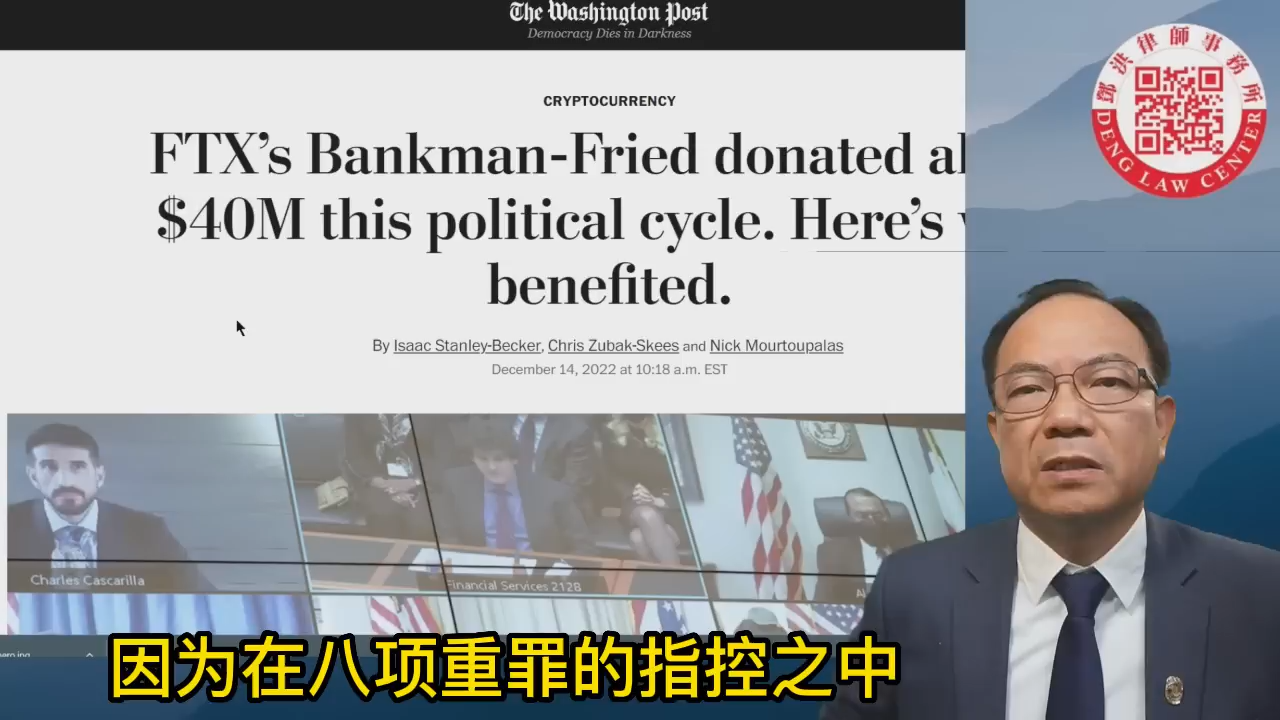 The Washington Post
Democracy Dies in Darkness
CRYPTOCURRENCY
FTX’s Bankman-Fried donated
$40M this political cycle. Here’s
benefited.
By Isaac Stanley-Becker, Chris Zubak-Skees and Nick Mourtoupalas
December 14, 2022 at 10:18 a.m. EST
鄧洪律師事務所
DENG LAW CENTER
Charles Cascarilla
Financial Services 2128
因为在八项重罪的指控之中